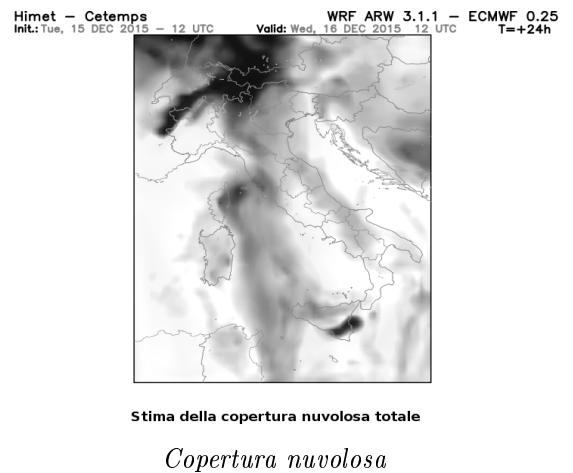 Himet – Cetemps WRF ARW 3.1.1 – ECMWF 0.25
Init.: Tue, 15 DEC 2015 – 12 UTC Valid: Wed, 16 DEC 2015 12 UTC T=+24h
Stima della copertura nuvolosa totale
Copertura nuvolosa